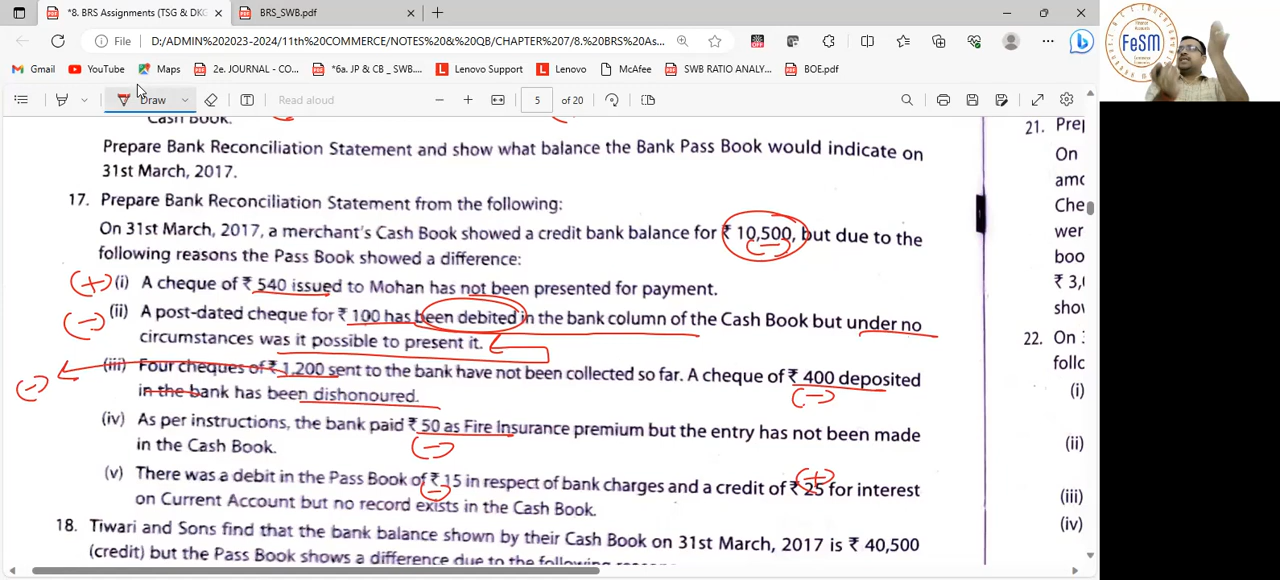 *8. BRS Assignments (TSG & DKG
BRS_SWB.pdf
File
D:/ADMIN%202023-2024/11th%20COMMERCE/NOTES%20&%20QB/CHAPTER%207/8.%20BRS%20As...
Gmail
YouTube
Maps
2e. JOURNAL - CO...
*6a. JP & CB _ SWB....
Lenovo Support
Lenovo
McAfee
SWB RATIO ANALY...
BOE.pdf
Draw
Read aloud
5 of 20
FeSM
Cash Book.
Prepare Bank Reconciliation Statement and show what balance the Bank Pass Book would indicate on
31st March, 2017.
17. Prepare Bank Reconciliation Statement from the following:
On 31st March, 2017, a merchant's Cash Book showed a credit bank balance for ₹ 10,500, but due to the
following reasons the Pass Book showed a difference:
(+) (i) A cheque of ₹ 540 issued to Mohan has not been presented for payment.
(-) (ii) A post-dated cheque for ₹ 100 has been debited in the bank column of the Cash Book but under no
circumstances was it possible to present it.
(-) (iii) Four cheques of ₹ 1,200 sent to the bank have not been collected so far. A cheque of ₹ 400 deposited
in the bank has been dishonoured.
(iv) As per instructions, the bank paid ₹ 50 as Fire Insurance premium but the entry has not been made
in the Cash Book.
(v) There was a debit in the Pass Book of ₹ 15 in respect of bank charges and a credit of ₹ 25 for interest
on Current Account but no record exists in the Cash Book.
18. Tiwari and Sons find that the bank balance shown by their Cash Book on 31st March, 2017 is ₹ 40,500
(credit) but the Pass Book shows a difference due to the following
21. Prep
On
amo
Che
wer
boo
₹ 3,
shov
22. On
follo
(i)
(ii)
(iii)
(iv)